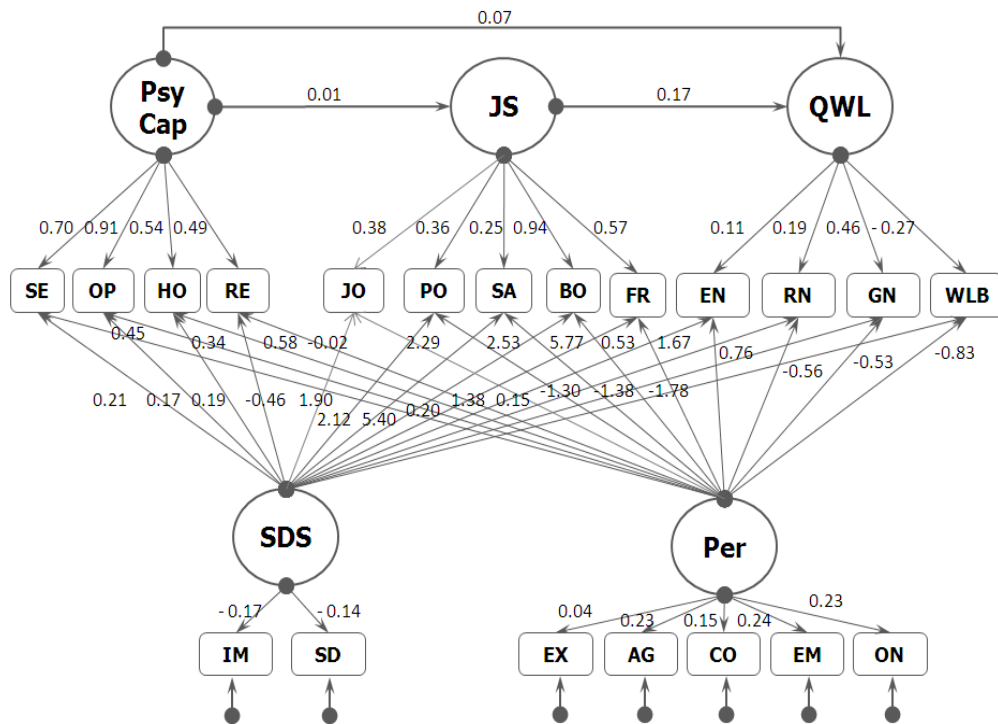 0.07
Psy
Cap
0.01
JS
0.17
QWL
0.70
0.91
0.54
0.49
0.38
0.36
0.25
0.94
0.57
0.11
0.19
0.46
- 0.27
SE
OP
HO
RE
JO
PO
SA
BO
FR
EN
RN
GN
WLB
0.45
0.34
0.58
-0.02
2.29
2.53
5.77
0.53
1.67
0.76
-0.56
-0.53
-0.83
0.21
0.17
0.19
-0.46
1.90
2.12
5.40
0.20
1.38
0.15
-1.30
-1.38
-1.78
SDS
Per
- 0.17
- 0.14
0.04
0.23
0.15
0.24
0.23
IM
SD
EX
AG
CO
EM
ON